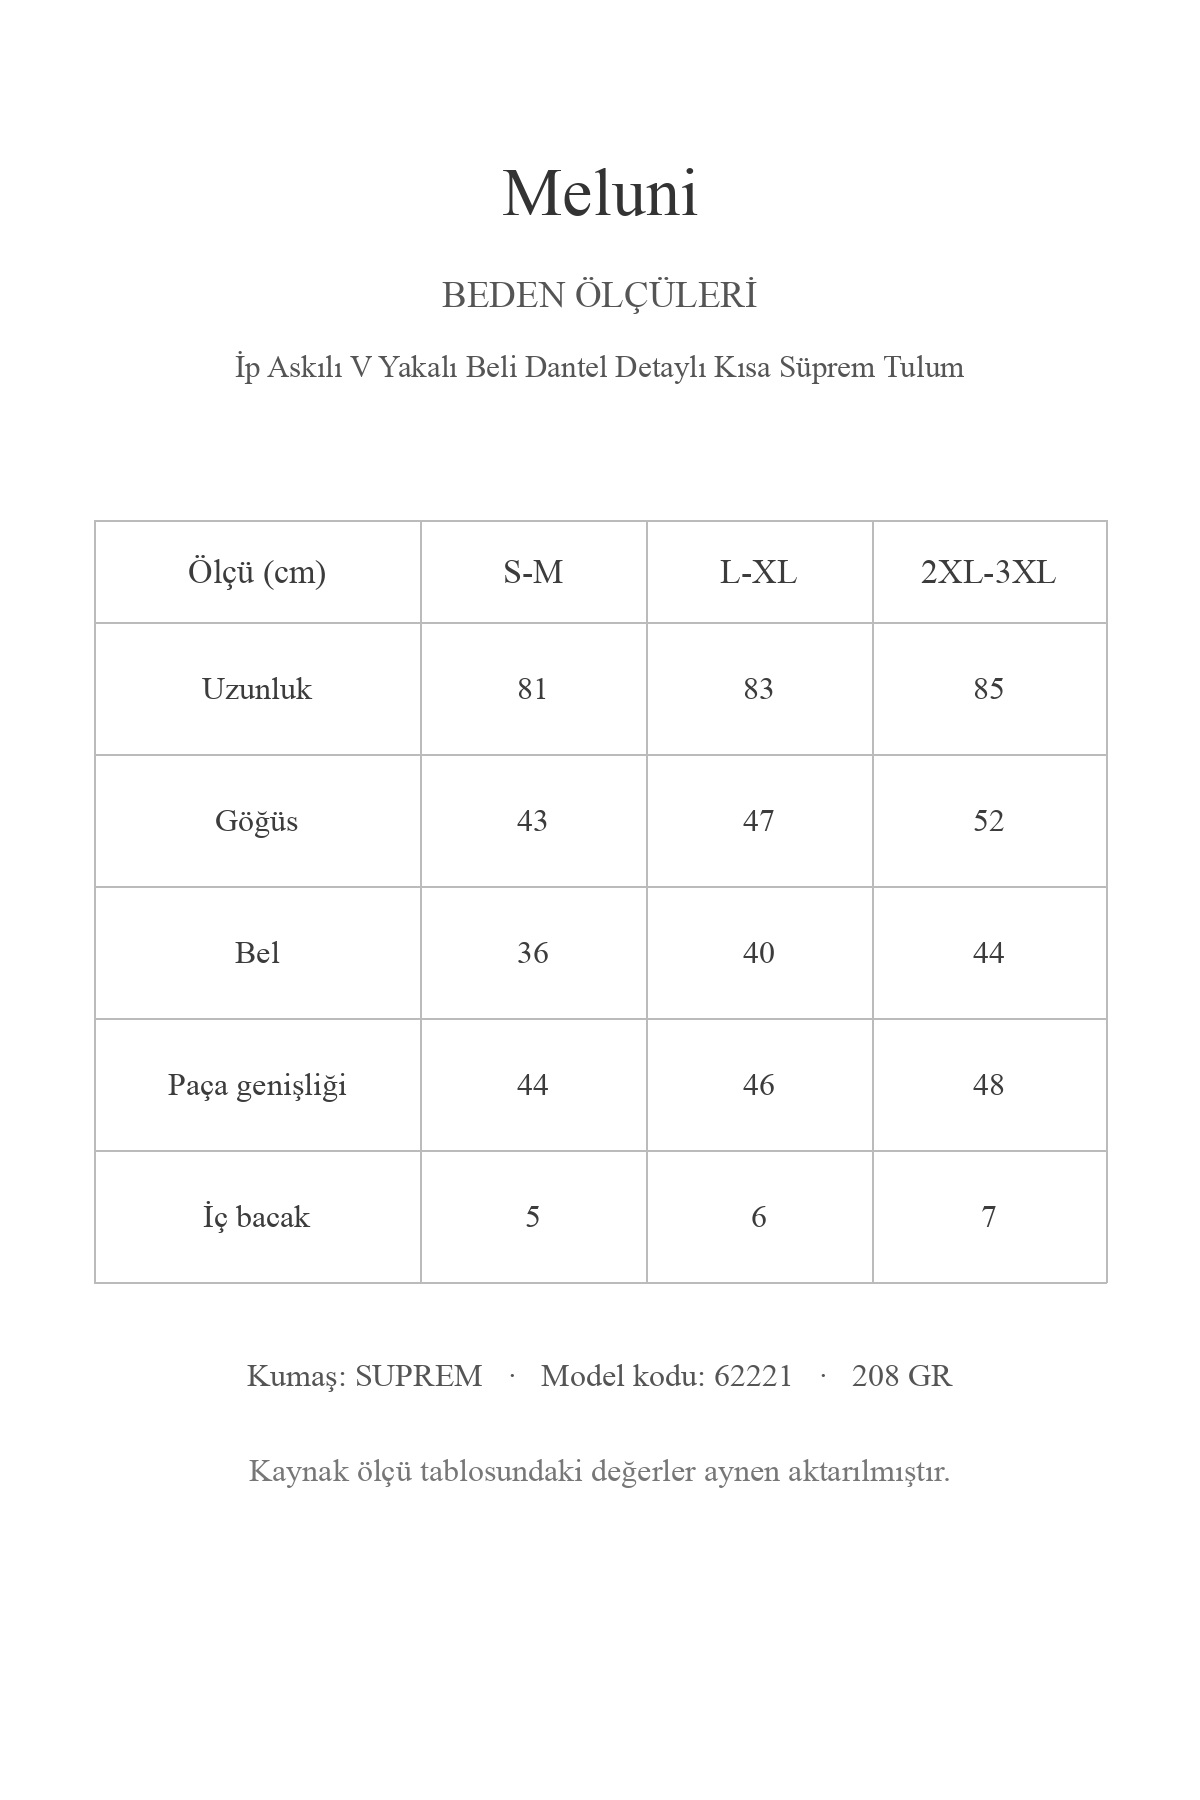 Meluni
BEDEN ÖLÇÜLERİ
İp Askılı V Yakalı Beli Dantel Detaylı Kısa Süprem Tulum
Ölçü (cm) S-M L-XL 2XL-3XL
Uzunluk 81 83 85
Göğüs 43 47 52
Bel 36 40 44
Paça genişliği 44 46 48
İç bacak 5 6 7
Kumaş: SUPREM · Model kodu: 62221 · 208 GR
Kaynak ölçü tablosundaki değerler aynen aktarılmıştır.